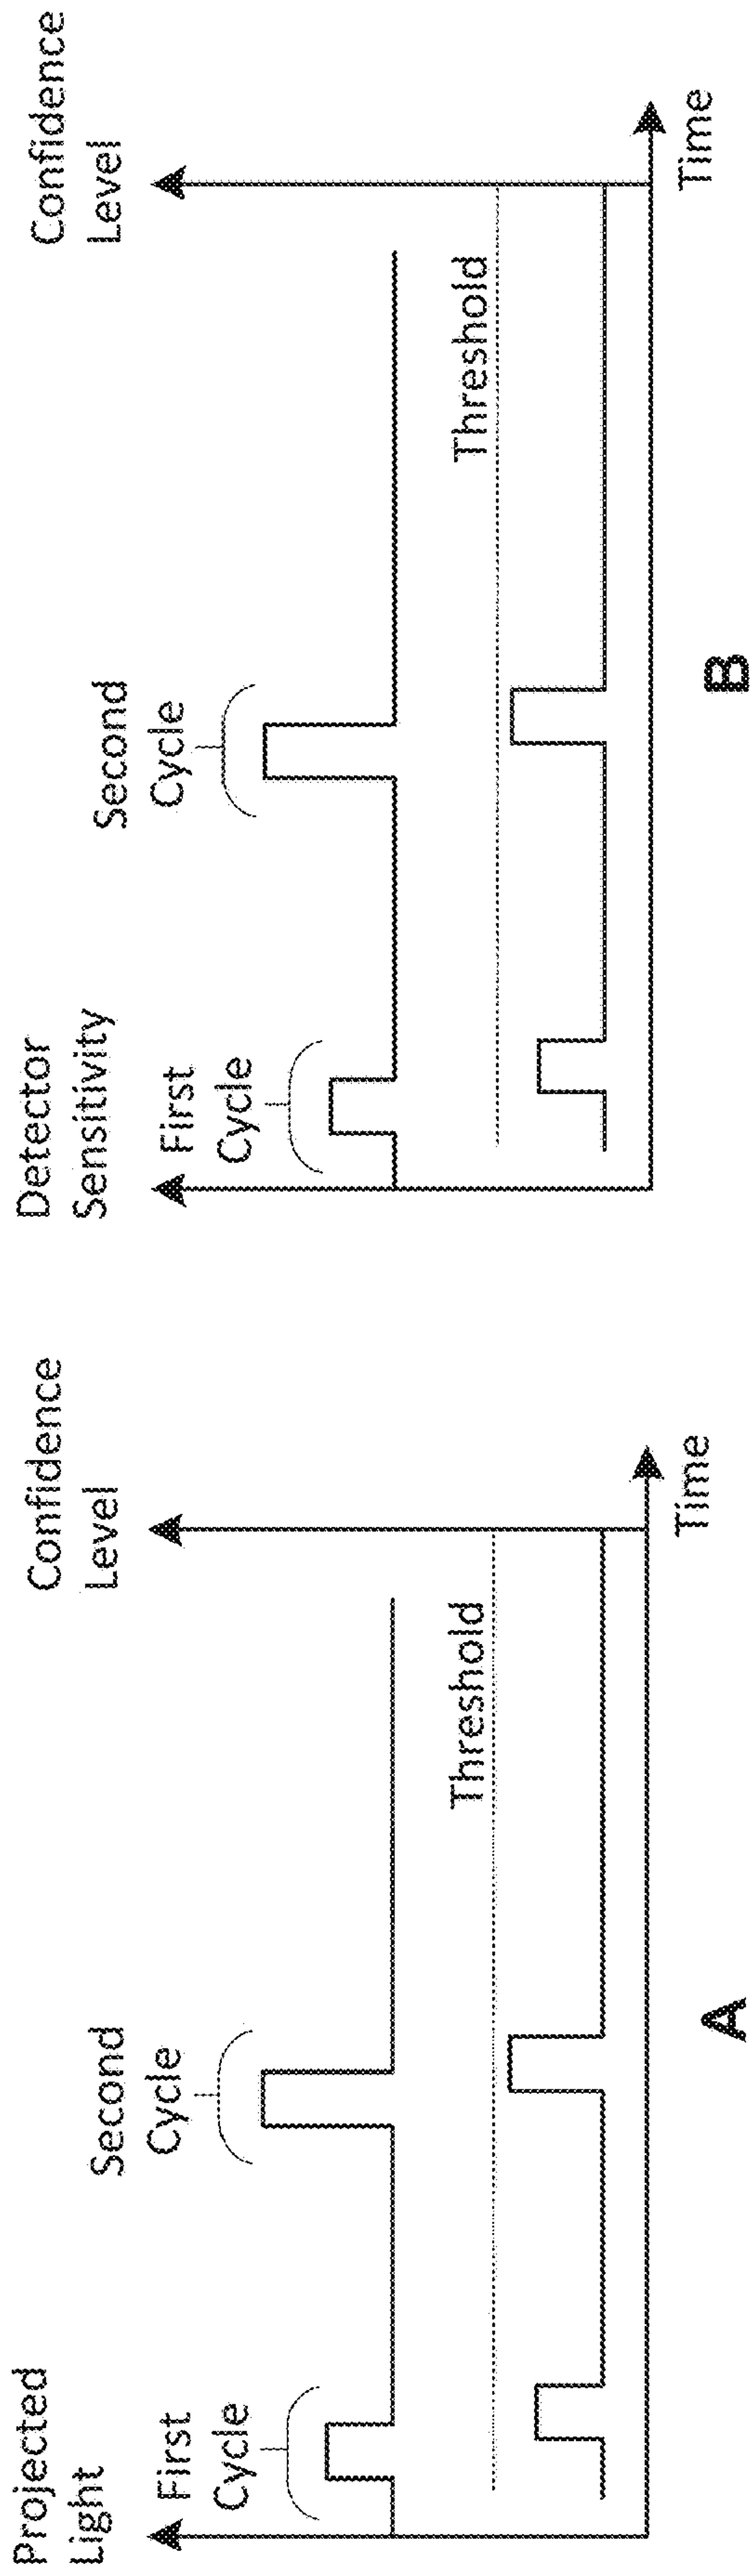 Projected
Light
First
Cycle
Second
Cycle
Threshold
Confidence
Level
Time
A
Detector
Sensitivity
First
Cycle
Second
Cycle
Threshold
Confidence
Level
Time
B